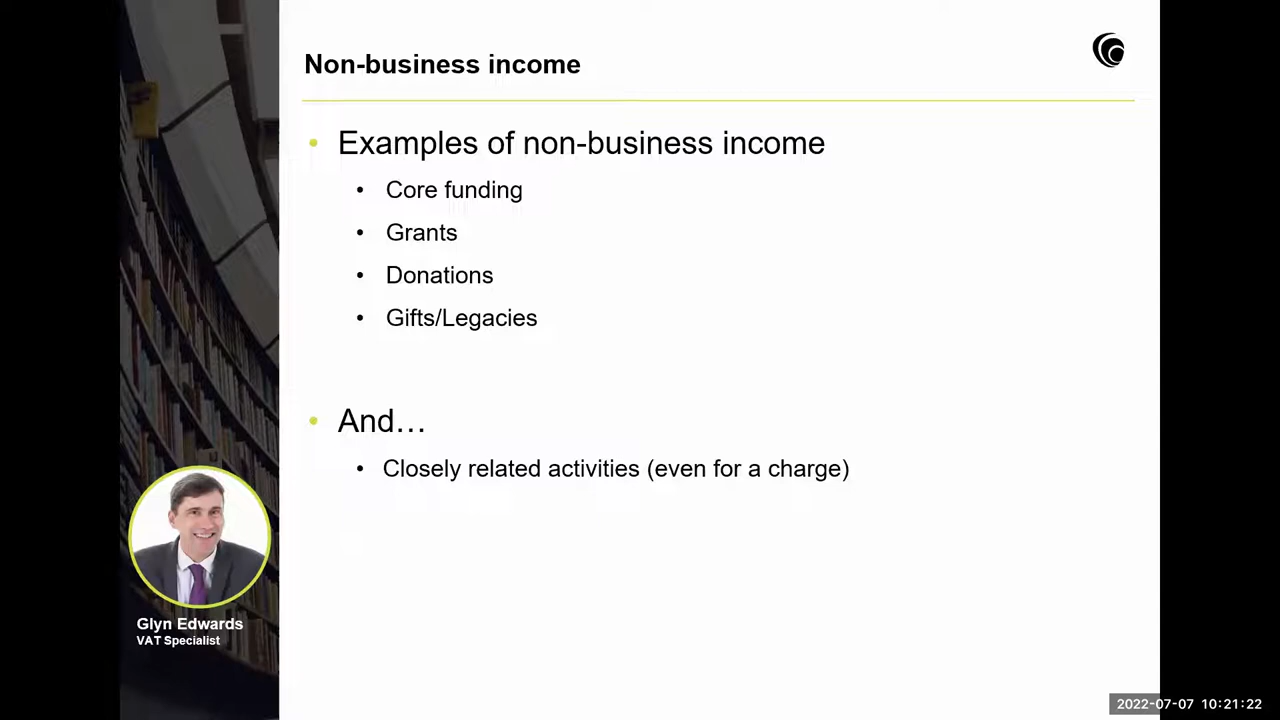 Non-business income
• Examples of non-business income
• Core funding
• Grants
• Donations
• Gifts/Legacies
• And…
• Closely related activities (even for a charge)
Glyn Edwards
VAT Specialist
2022-07-07 10:21:22